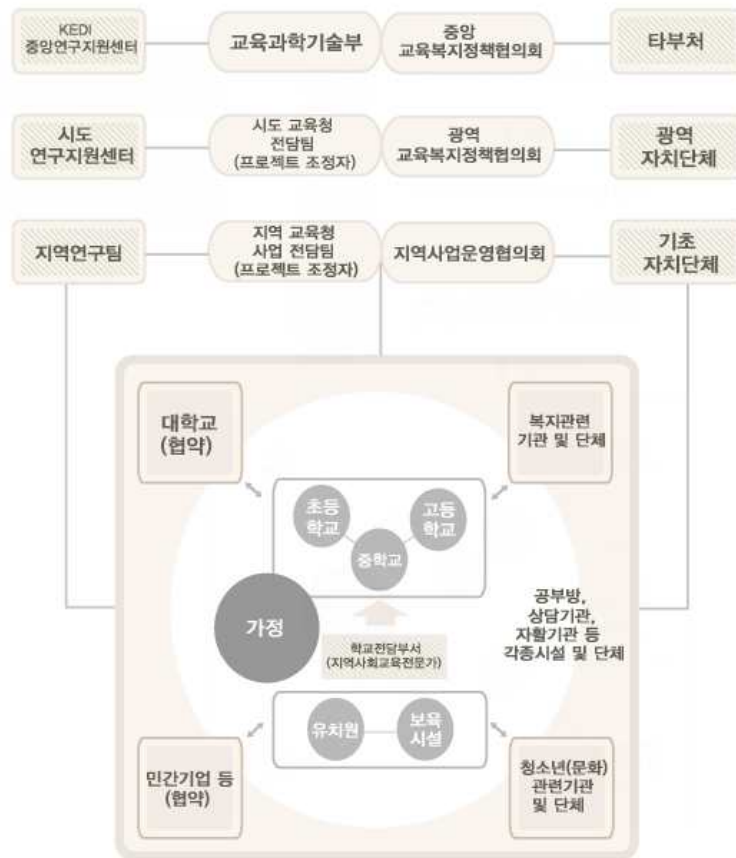 KEDI
중앙연구지원센터
교육과학기술부
중앙
교육복지정책협의회
타부처
시도
연구지원센터
시도 교육청
전담팀
(프로젝트 조정자)
광역
교육복지정책협의회
광역
자치단체
지역연구팀
지역 교육청
사업 전담팀
(프로젝트 조정자)
지역사업운영협의회
기초
자치단체
대학교
(협약)
복지관련
기관 및 단체
초등
학교
고등
학교
중학교
가정
학교전담부서
(지역사회교육전문가)
공부방,
상담기관,
자활기관 등
각종시설 및 단체
유치원
보육
시설
민간기업 등
(협약)
청소년(문화)
관련기관
및 단체